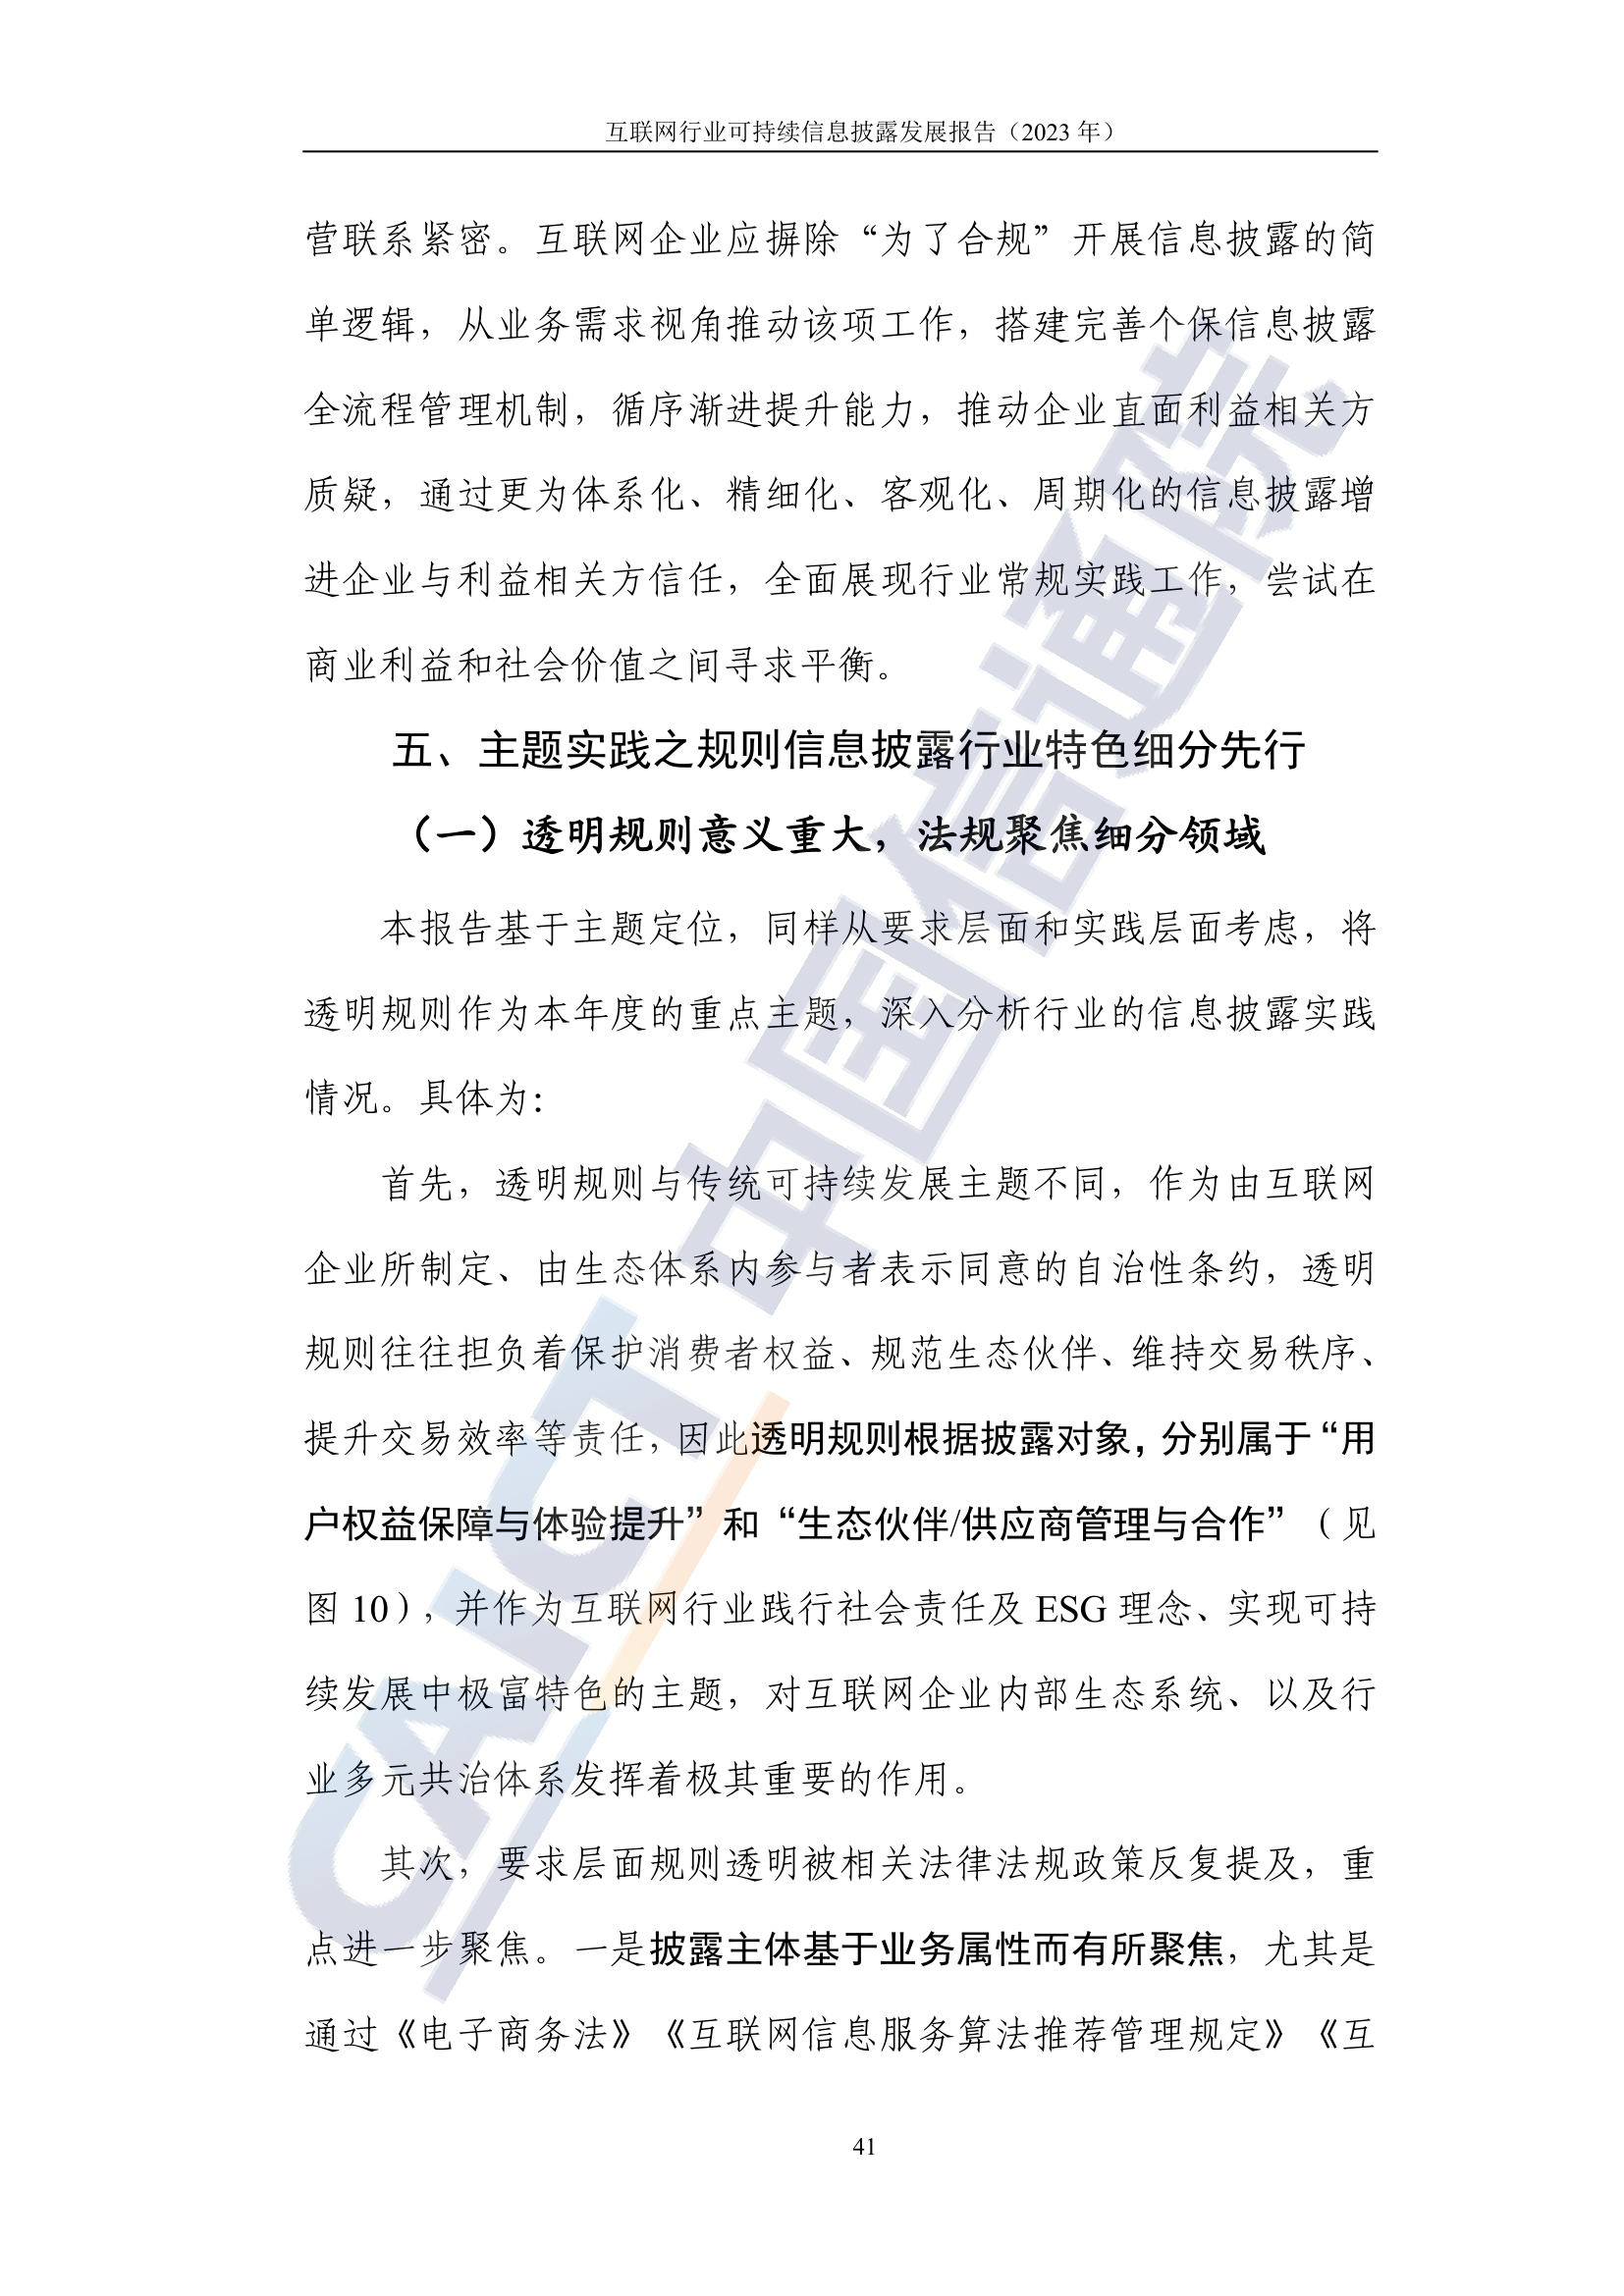 互联网行业可持续信息披露发展报告（2023 年）
营联系紧密。互联网企业应摒除“为了合规”开展信息披露的简
单逻辑，从业务需求视角推动该项工作，搭建完善个保信息披露
全流程管理机制，循序渐进提升能力，推动企业直面利益相关方
质疑，通过更为体系化、精细化、客观化、周期化的信息披露增
进企业与利益相关方信任，全面展现行业常规实践工作，尝试在
商业利益和社会价值之间寻求平衡。
五、主题实践之规则信息披露行业特色细分先行
（一）透明规则意义重大，法规聚焦细分领域
本报告基于主题定位，同样从要求层面和实践层面考虑，将
透明规则作为本年度的重点主题，深入分析行业的信息披露实践
情况。具体为：
首先，透明规则与传统可持续发展主题不同，作为由互联网
企业所制定、由生态体系内参与者表示同意的自治性条约，透明
规则往往担负着保护消费者权益、规范生态伙伴、维持交易秩序、
提升交易效率等责任，因此透明规则根据披露对象，分别属于“用
户权益保障与体验提升”和“生态伙伴/供应商管理与合作”（见
图 10），并作为互联网行业践行社会责任及 ESG 理念、实现可持
续发展中极富特色的主题，对互联网企业内部生态系统、以及行
业多元共治体系发挥着极其重要的作用。
其次，要求层面规则透明被相关法律法规政策反复提及，重
点进一步聚焦。一是披露主体基于业务属性而有所聚焦，尤其是
通过《电子商务法》《互联网信息服务算法推荐管理规定》《互
41
CAICT 中国信通院